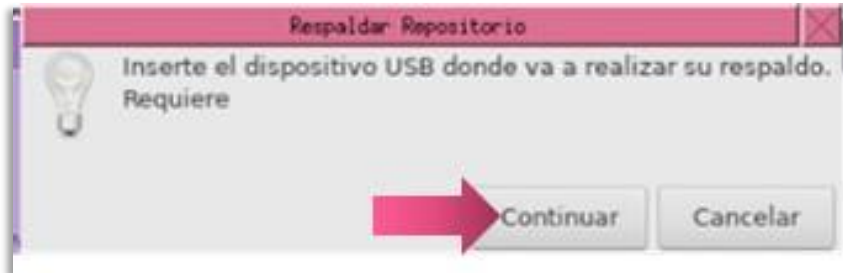 Respaldar Repositorio
Inserte el dispositivo USB donde va a realizar su respaldo.
Requiere
Continuar
Cancelar